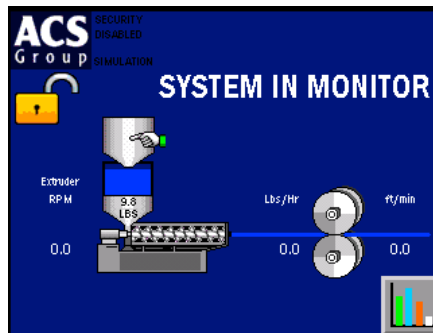 ACS
Group
SECURITY
DISABLED
SIMULATION
SYSTEM IN MONITOR
Extruder
RPM
0.0
9.8
LBS
Lbs/Hr
0.0
ft/min
0.0